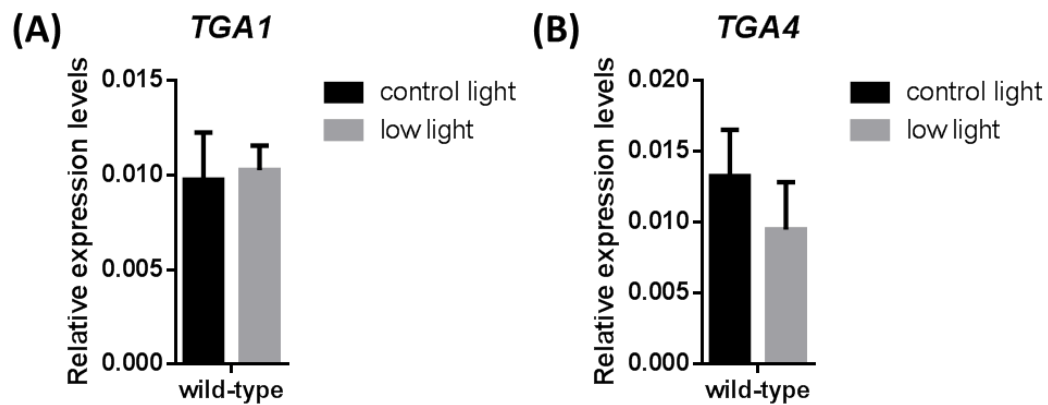 (A)
TGA1
Relative expression levels
0.015
0.010
0.005
0.000
wild-type
control light
low light
(B)
TGA4
Relative expression levels
0.020
0.015
0.010
0.005
0.000
wild-type
control light
low light